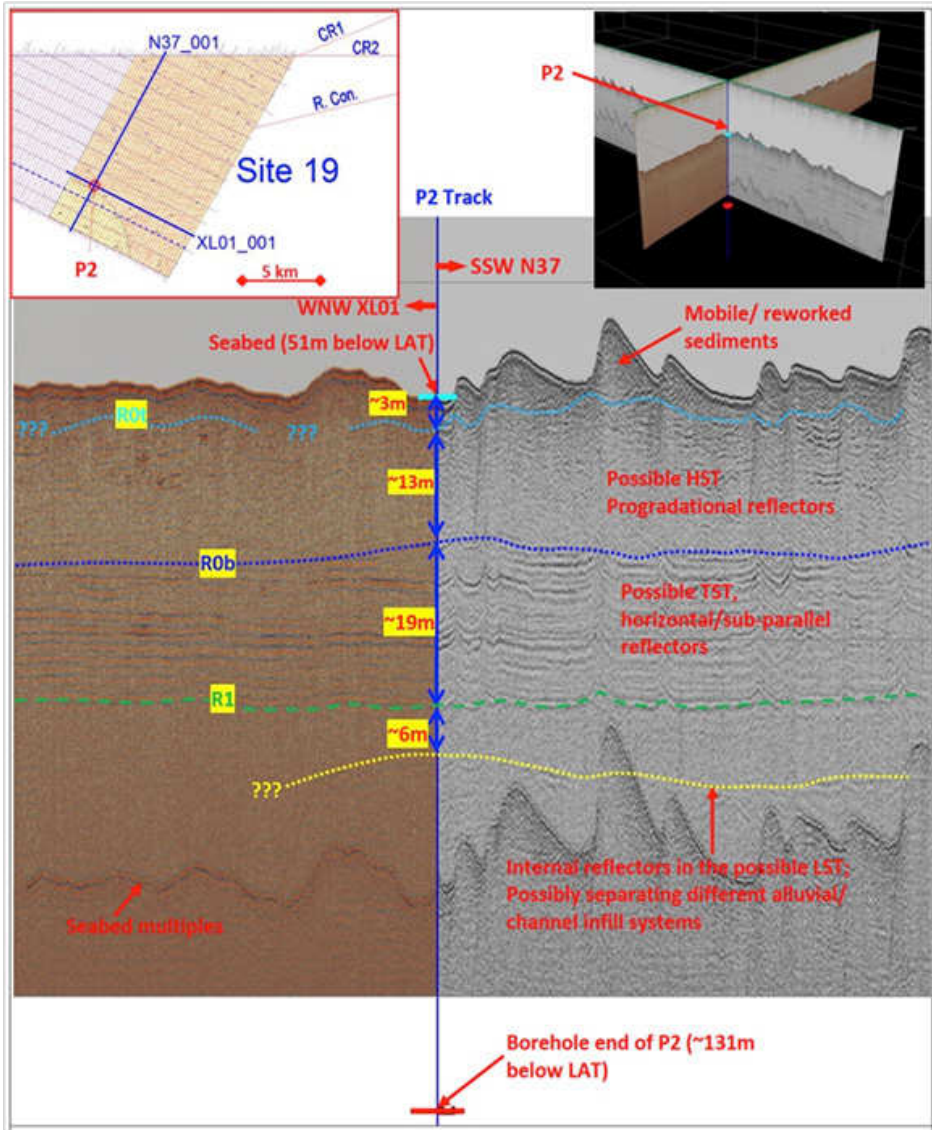 N37_001
CR1
CR2
R. Con.
Site 19
XL01_001
P2
5 km
P2
P2 Track
SSW N37
WNW XL01
Seabed (51m below LAT)
Mobile/ reworked
sediments
~3m
R0t
???
???
~13m
Possible HST
Progradational reflectors
R0b
Possible TST,
horizontal/sub-parallel
reflectors
~19m
R1
~6m
???
Internal reflectors in the possible LST;
Possibly separating different alluvial/
channel infill systems
Seabed multiples
Borehole end of P2 (~131m
below LAT)